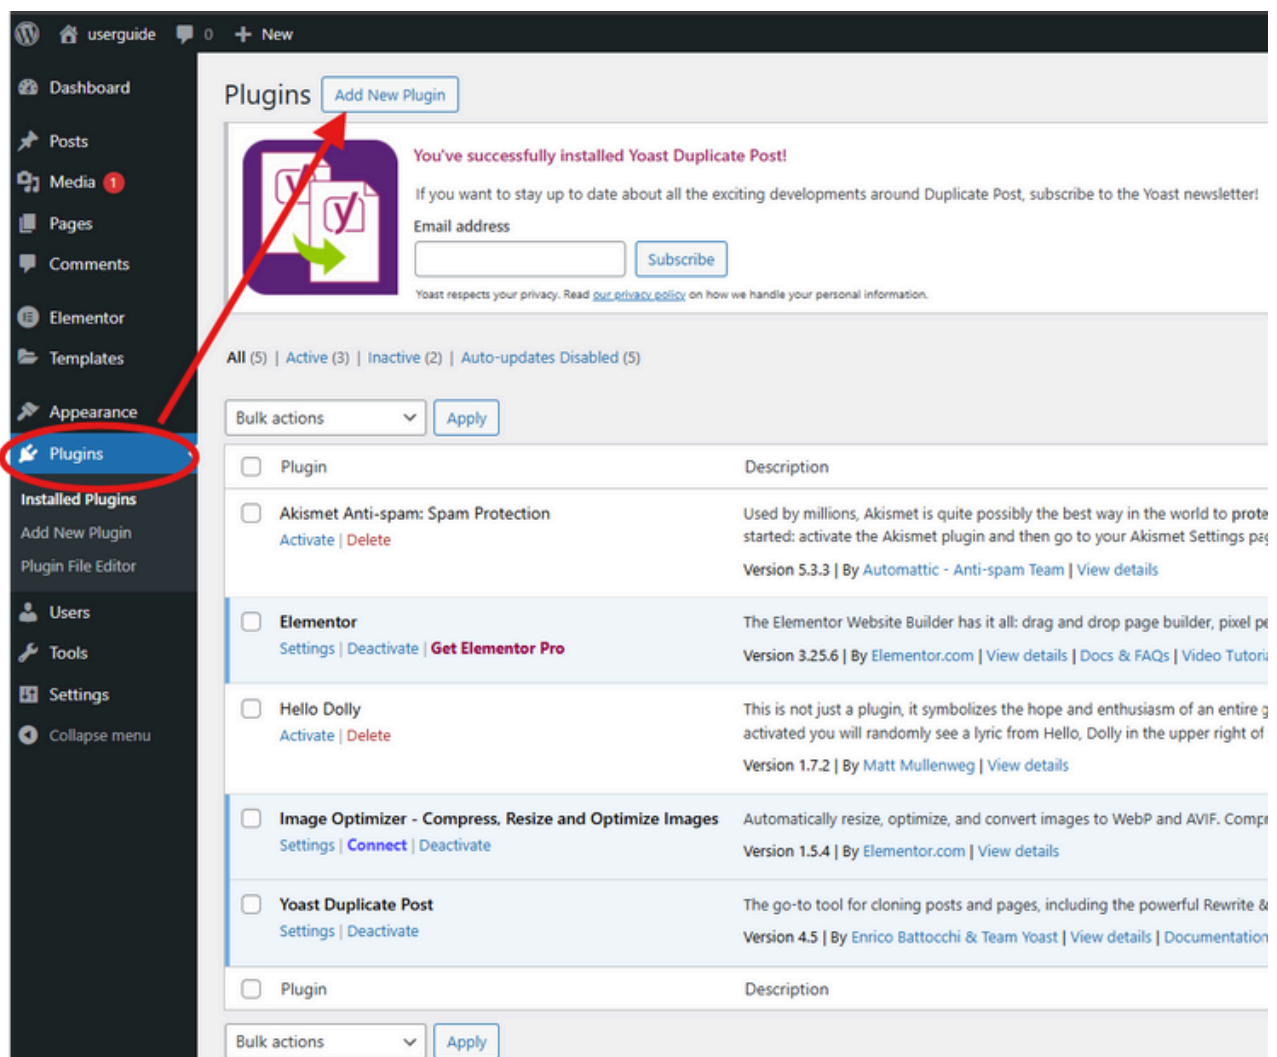 userguide 0 + New
Dashboard
Posts
Media 1
Pages
Comments
Elementor
Templates
Appearance
Plugins
Installed Plugins
Add New Plugin
Plugin File Editor
Users
Tools
Settings
Collapse menu
Plugins Add New Plugin
You've successfully installed Yoast Duplicate Post!
If you want to stay up to date about all the exciting developments around Duplicate Post, subscribe to the Yoast newsletter!
Email address
Subscribe
Yoast respects your privacy. Read our privacy policy on how we handle your personal information.
All (5) | Active (3) | Inactive (2) | Auto-updates Disabled (5)
Bulk actions Apply
Plugin Description
Akismet Anti-spam: Spam Protection
Activate | Delete
Used by millions, Akismet is quite possibly the best way in the world to prote
started: activate the Akismet plugin and then go to your Akismet Settings pag
Version 5.3.3 | By Automattic - Anti-spam Team | View details
Elementor
Settings | Deactivate | Get Elementor Pro
The Elementor Website Builder has it all: drag and drop page builder, pixel pe
Version 3.25.6 | By Elementor.com | View details | Docs & FAQs | Video Tutoria
Hello Dolly
Activate | Delete
This is not just a plugin, it symbolizes the hope and enthusiasm of an entire g
activated you will randomly see a lyric from Hello, Dolly in the upper right of
Version 1.7.2 | By Matt Mullenweg | View details
Image Optimizer - Compress, Resize and Optimize Images
Settings | Connect | Deactivate
Automatically resize, optimize, and convert images to WebP and AVIF. Compr
Version 1.5.4 | By Elementor.com | View details
Yoast Duplicate Post
Settings | Deactivate
The go-to tool for cloning posts and pages, including the powerful Rewrite &
Version 4.5 | By Enrico Battocchi & Team Yoast | View details | Documentation
Plugin Description
Bulk actions Apply